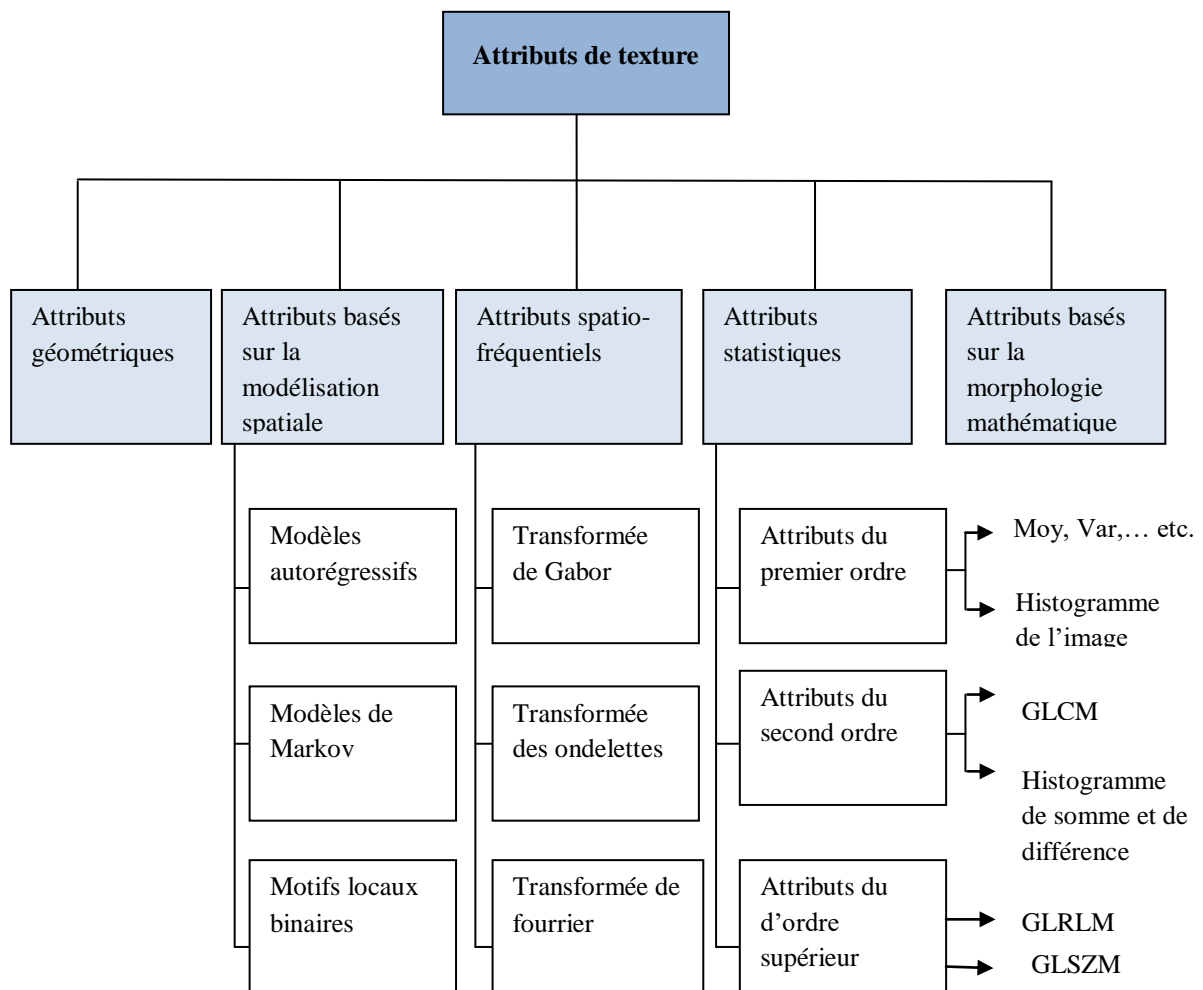 Attributs de texture
Attributs
géométriques
Attributs basés
sur la
modélisation
spatiale
Attributs spatio-
fréquentiels
Attributs
statistiques
Attributs basés
sur la
morphologie
mathématique
Modèles
autorégressifs
Modèles de
Markov
Motifs locaux
binaires
Transformée
de Gabor
Transformée
des ondelettes
Transformée de
fourrier
Attributs du
premier ordre
Moy, Var,… etc.
Histogramme
de l’image
Attributs du
second ordre
GLCM
Histogramme
de somme et de
différence
Attributs du
d’ordre
supérieur
GLRLM
GLSZM